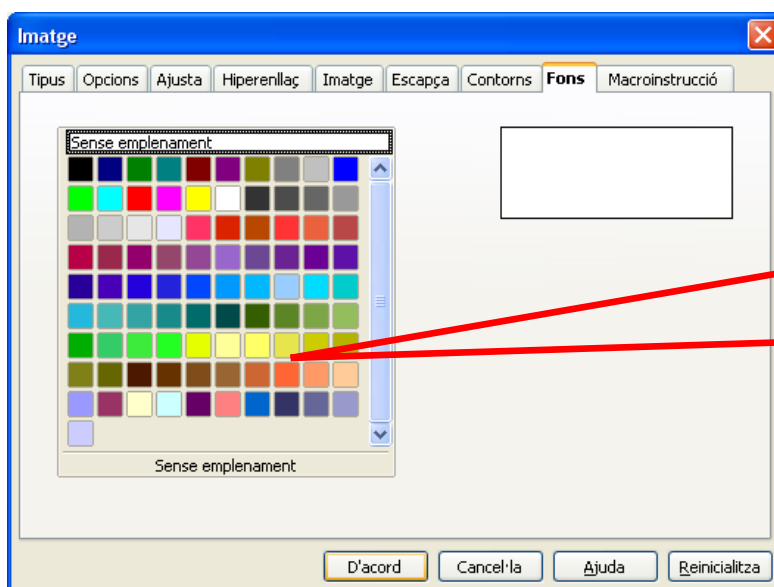 Imatge
Tipus Opcions Ajusta Hiperenllaç Imatge Escapça Contorns Fons Macroinstrucció
Sense emplenament
Sense emplenament
D'acord Cancel·la Ajuda Reinicialitza